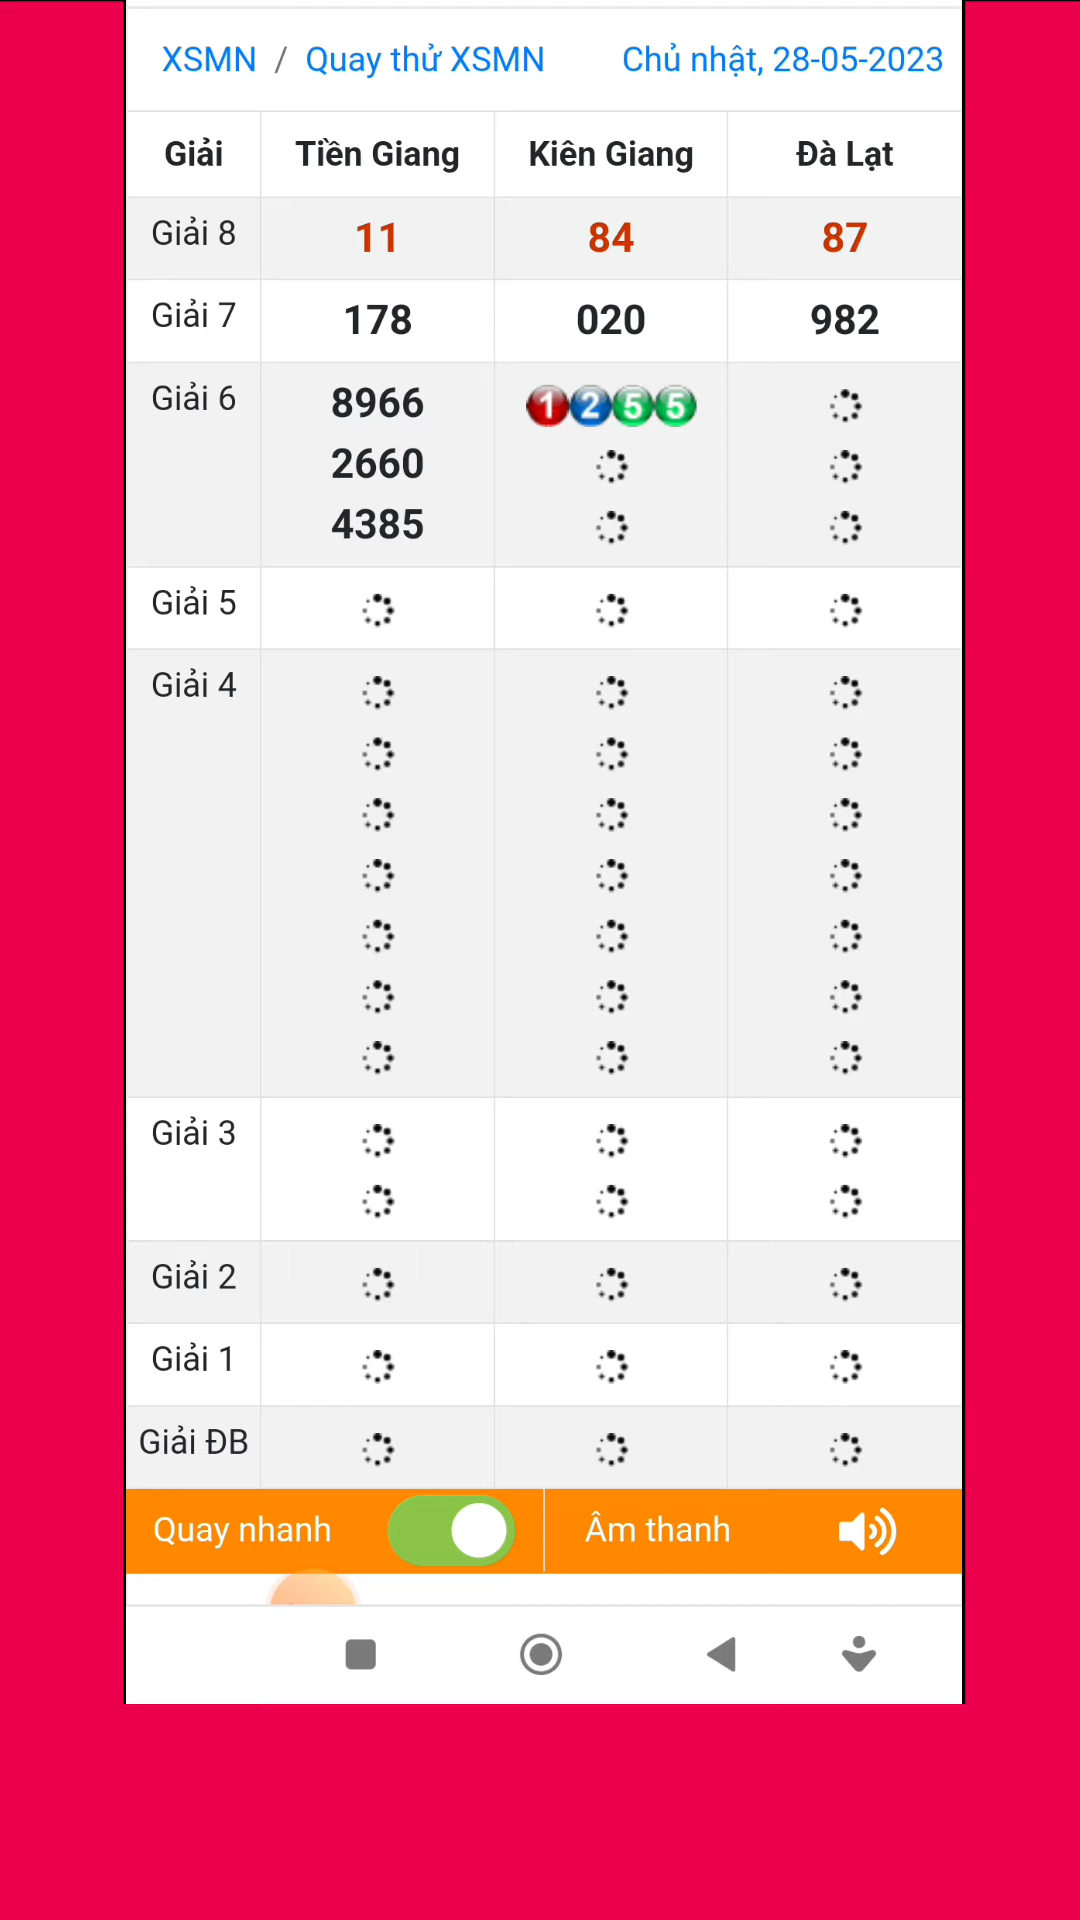 XSMN / Quay thử XSMN Chủ nhật, 28-05-2023
Giải Tiền Giang Kiên Giang Đà Lạt
Giải 8 11 84 87
Giải 7 178 020 982
Giải 6 8966 1255
2660
4385
Giải 5
Giải 4
Giải 3
Giải 2
Giải 1
Giải ĐB
Quay nhanh Âm thanh